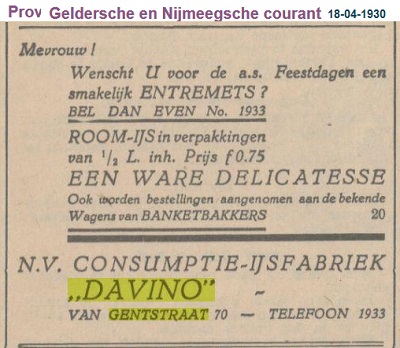 Prov Geldersche en Nijmeegsche courant 18-04-1930
Mevrouw!
Wenscht U voor de a.s. Feestdagen een
smakelijk ENTREMETS?
BEL DAN EVEN No. 1933
ROOM-IJS in verpakkingen
van 1/2 L. inh. Prijs f 0.75
EEN WARE DELICATESSE
Ook worden bestellingen aangenomen aan de bekende
Wagens van BANKETBAKKERS 20
N.V. CONSUMPTIE-IJSFABRIEK
„DAVINO”
VAN GENTSTRAAT 70 — TELEFOON 1933